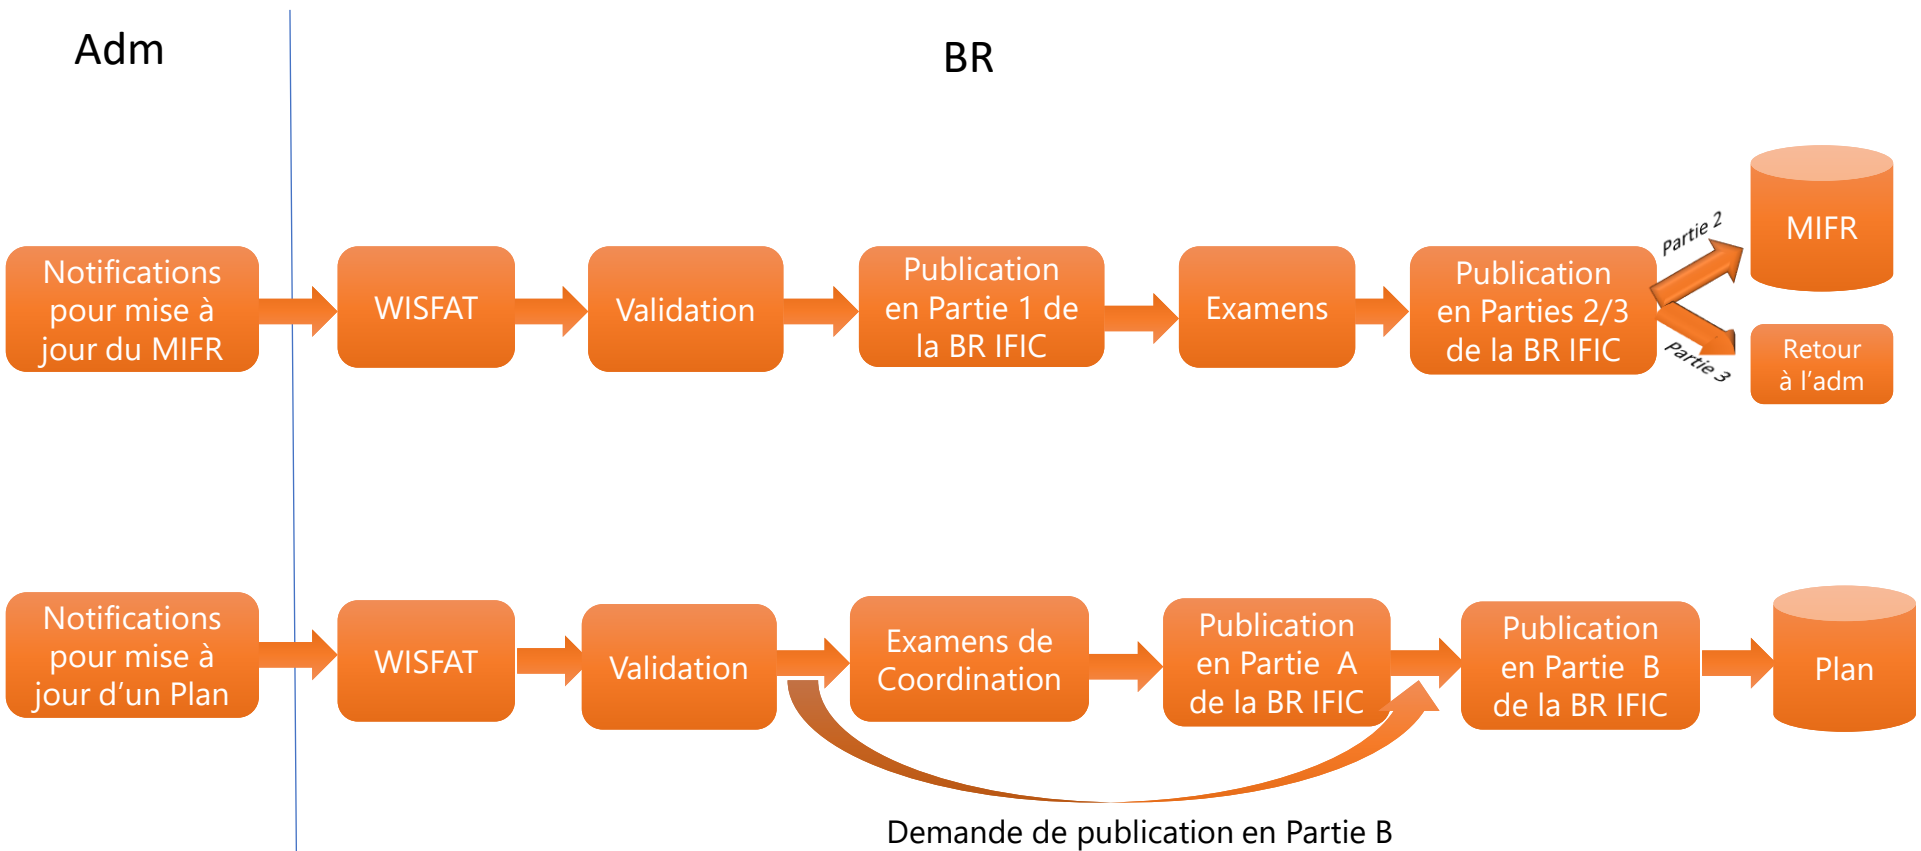 Adm
BR
Notifications
pour mise à
jour du MIFR
WISFAT
Validation
Publication
en Partie 1 de
la BR IFIC
Examens
Publication
en Parties 2/3
de la BR IFIC
Partie 2
Partie 3
MIFR
Retour
à l’adm
Notifications
pour mise à
jour d’un Plan
WISFAT
Validation
Examens de
Coordination
Publication
en Partie A
de la BR IFIC
Publication
en Partie B
de la BR IFIC
Plan
Demande de publication en Partie B